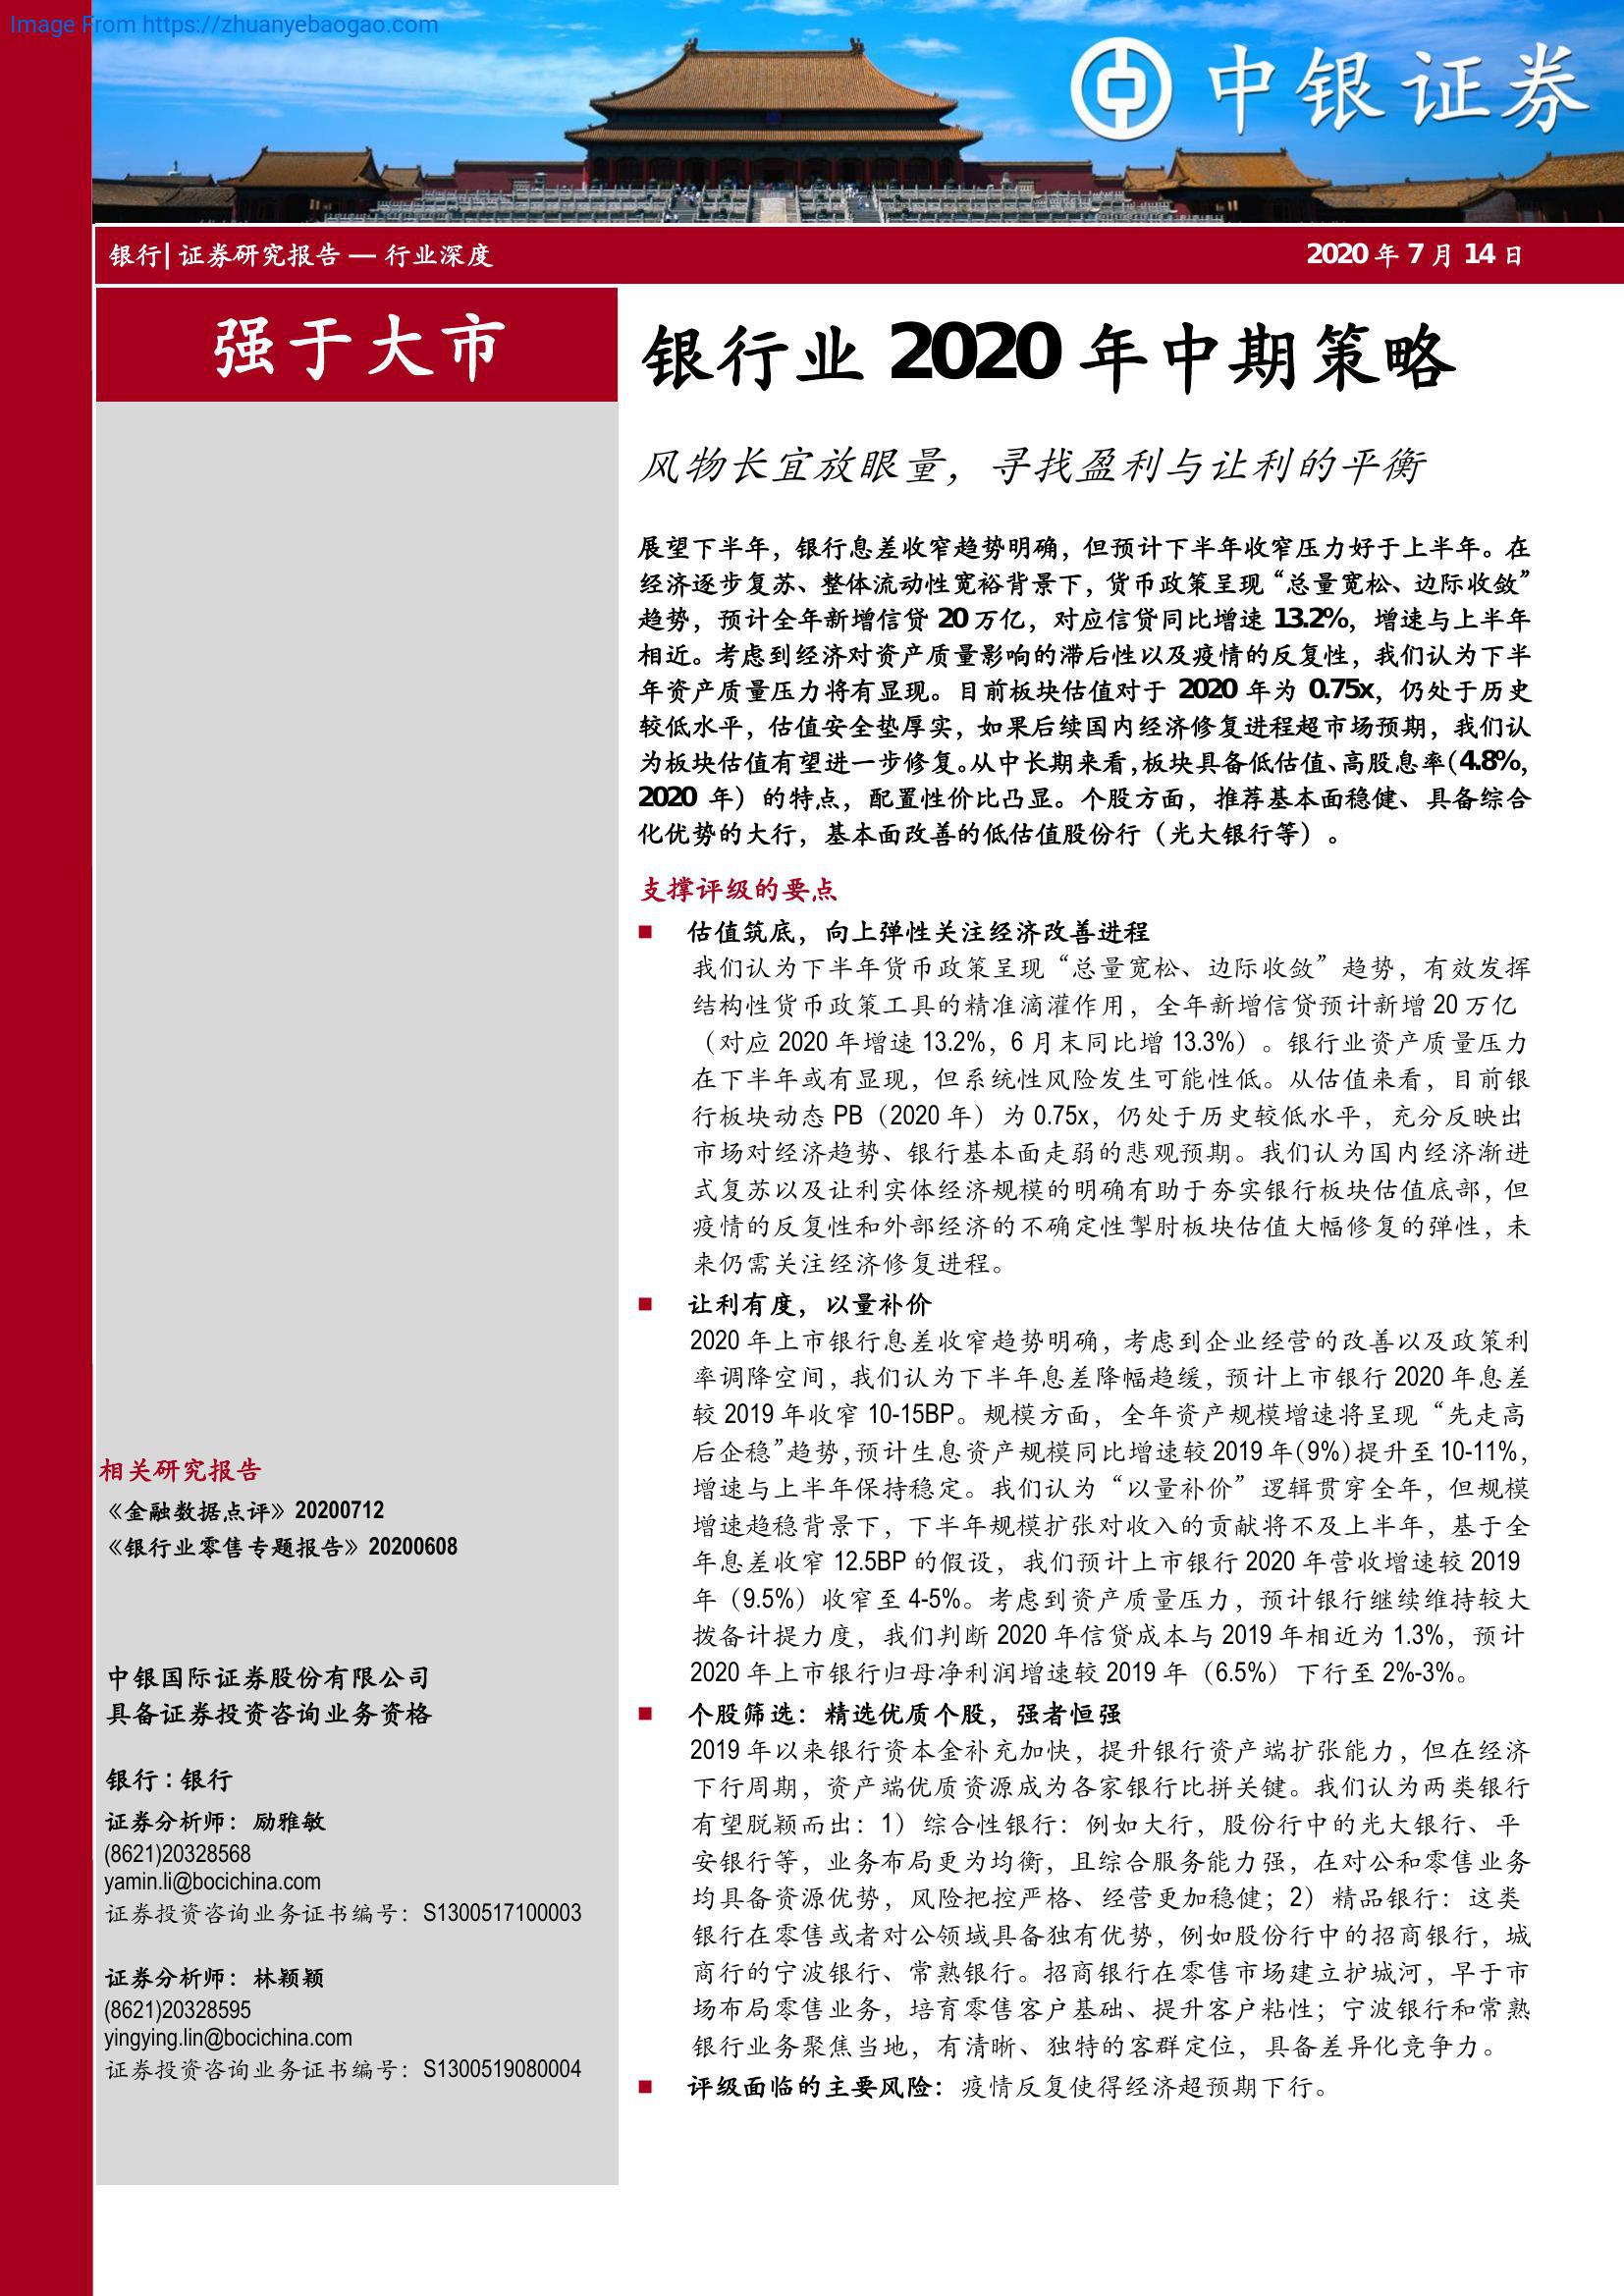 Image From https://zhuanyebaogao.com
中银证券
银行| 证券研究报告 — 行业深度
2020 年 7 月 14 日
强于大市
银行业 2020 年中期策略
风物长宜放眼量，寻找盈利与让利的平衡
展望下半年，银行息差收窄趋势明确，但预计下半年收窄压力好于上半年。在
经济逐步复苏、整体流动性宽裕背景下，货币政策呈现“总量宽松、边际收敛”
趋势，预计全年新增信贷 20 万亿，对应信贷同比增速 13.2%，增速与上半年
相近。考虑到经济对资产质量影响的滞后性以及疫情的反复性，我们认为下半
年资产质量压力将有显现。目前板块估值对于 2020 年为 0.75x，仍处于历史
较低水平，估值安全垫厚实，如果后续国内经济修复进程超市场预期，我们认
为板块估值有望进一步修复。从中长期来看，板块具备低估值、高股息率（4.8%，
2020 年）的特点，配置性价比凸显。个股方面，推荐基本面稳健、具备综合
化优势的大行，基本面改善的低估值股份行（光大银行等）。
支撑评级的要点
■ 估值筑底，向上弹性关注经济改善进程
我们认为下半年货币政策呈现“总量宽松、边际收敛”趋势，有效发挥
结构性货币政策工具的精准滴灌作用，全年新增信贷预计新增 20 万亿
（对应 2020 年增速 13.2%，6 月末同比增 13.3%）。银行业资产质量压力
在下半年或有显现，但系统性风险发生可能性低。从估值来看，目前银
行板块动态 PB（2020 年）为 0.75x，仍处于历史较低水平，充分反映出
市场对经济趋势、银行基本面走弱的悲观预期。我们认为国内经济渐进
式复苏以及让利实体经济规模的明确有助于夯实银行板块估值底部，但
疫情的反复性和外部经济的不确定性掣肘板块估值大幅修复的弹性，未
来仍需关注经济修复进程。
■ 让利有度，以量补价
2020 年上市银行息差收窄趋势明确，考虑到企业经营的改善以及政策利
率调降空间，我们认为下半年息差降幅趋缓，预计上市银行 2020 年息差
较 2019 年收窄 10-15BP。规模方面，全年资产规模增速将呈现“先走高
后企稳”趋势，预计生息资产规模同比增速较 2019 年（9%）提升至 10-11%，
增速与上半年保持稳定。我们认为“以量补价”逻辑贯穿全年，但规模
增速趋稳背景下，下半年规模扩张对收入的贡献将不及上半年，基于全
年息差收窄 12.5BP 的假设，我们预计上市银行 2020 年营收增速较 2019
年（9.5%）收窄至 4-5%。考虑到资产质量压力，预计银行继续维持较大
拨备计提力度，我们判断 2020 年信贷成本与 2019 年相近为 1.3%，预计
2020 年上市银行归母净利润增速较 2019 年（6.5%）下行至 2%-3%。
■ 个股筛选：精选优质个股，强者恒强
2019 年以来银行资本金补充加快，提升银行资产端扩张能力，但在经济
下行周期，资产端优质资源成为各家银行比拼关键。我们认为两类银行
有望脱颖而出：1）综合性银行：例如大行，股份行中的光大银行、平
安银行等，业务布局更为均衡，且综合服务能力强，在对公和零售业务
均具备资源优势，风险把控严格、经营更加稳健；2）精品银行：这类
银行在零售或者对公领域具备独有优势，例如股份行中的招商银行，城
商行的宁波银行、常熟银行。招商银行在零售市场建立护城河，早于市
场布局零售业务，培育零售客户基础、提升客户粘性；宁波银行和常熟
银行业务聚焦当地，有清晰、独特的客群定位，具备差异化竞争力。
■ 评级面临的主要风险：疫情反复使得经济超预期下行。
相关研究报告
《金融数据点评》20200712
《银行业零售专题报告》20200608
中银国际证券股份有限公司
具备证券投资咨询业务资格
银行 : 银行
证券分析师：励雅敏
(8621)20328568
yamin.li@bocichina.com
证券投资咨询业务证书编号：S1300517100003
证券分析师：林颖颖
(8621)20328595
yingying.lin@bocichina.com
证券投资咨询业务证书编号：S1300519080004